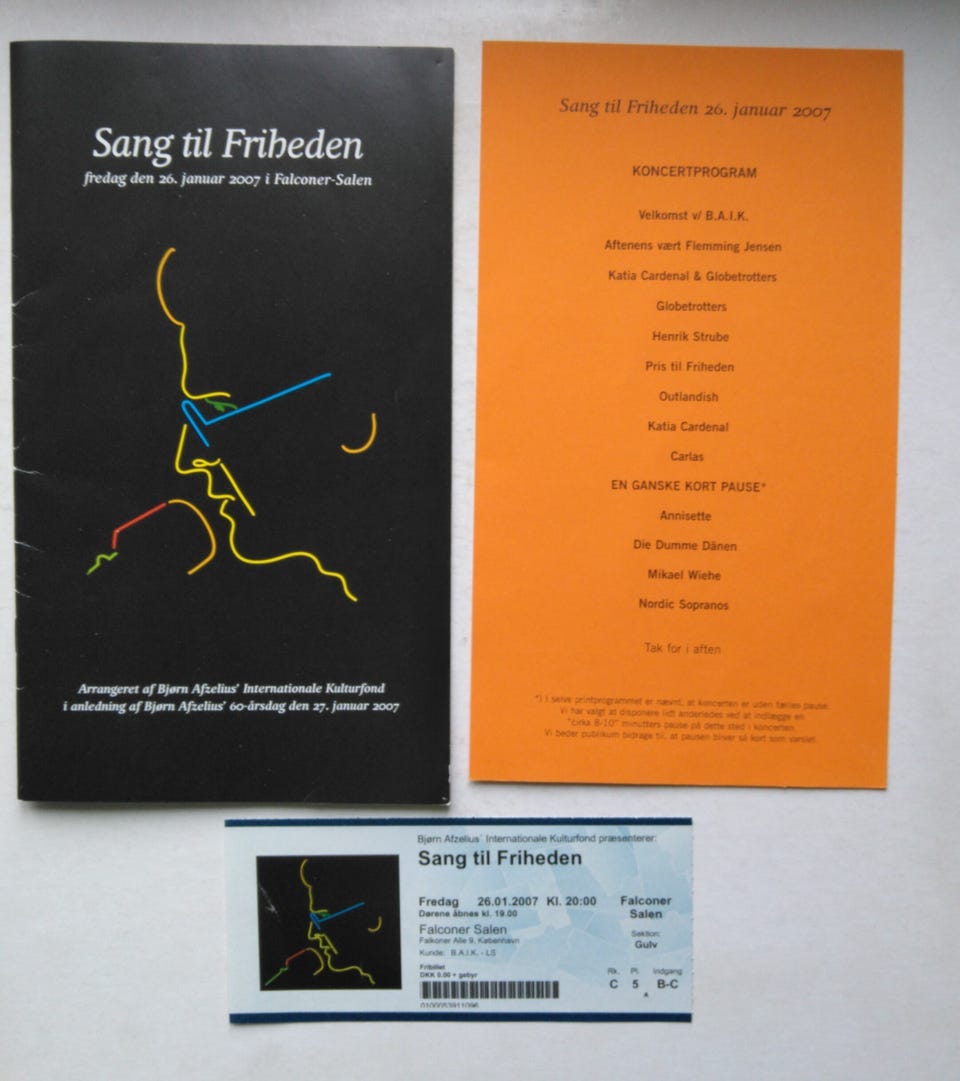 Sang til Friheden
fredag den 26. januar 2007 i Falconer-Salen
Arrangeret af Bjørn Afzelius' Internationale Kulturfond
i anledning af Bjørn Afzelius' 60-årsdag den 27. januar 2007
Sang til Friheden 26. januar 2007
KONCERTPROGRAM
Velkomst v/ B.A.I.K.
Aftenens vært Flemming Jensen
Katia Cardenal & Globetrotters
Globetrotters
Henrik Strube
Pris til Friheden
Outlandish
Katia Cardenal
Carlas
EN GANSKE KORT PAUSE*
Annisette
Die Dumme Dänen
Mikael Wiehe
Nordic Sopranos
Tak for i aften
*) I selve printprogrammet er nævnt, at koncerten er uden fælles pause.
Vi har valgt at disponere lidt anderledes ved at indlægge en
"cirka 8-10" minutters pause på dette sted i koncerten.
Vi beder publikum bidrage til, at pausen bliver så kort som varslet.
Bjørn Afzelius´ Internationale Kulturfond præsenterer:
Sang til Friheden
Fredag 26.01.2007 Kl. 20:00
Dørene åbnes kl. 19.00
Falconer Salen
Falkoner Alle 9, København
Kunde: B.A.I.K. - LS
Fribillet
DKK 0.00 + gebyr
0100053911096
Falconer
Salen
Sektion:
Gulv
Rk. Pl. Indgang
C 5 B-C
A